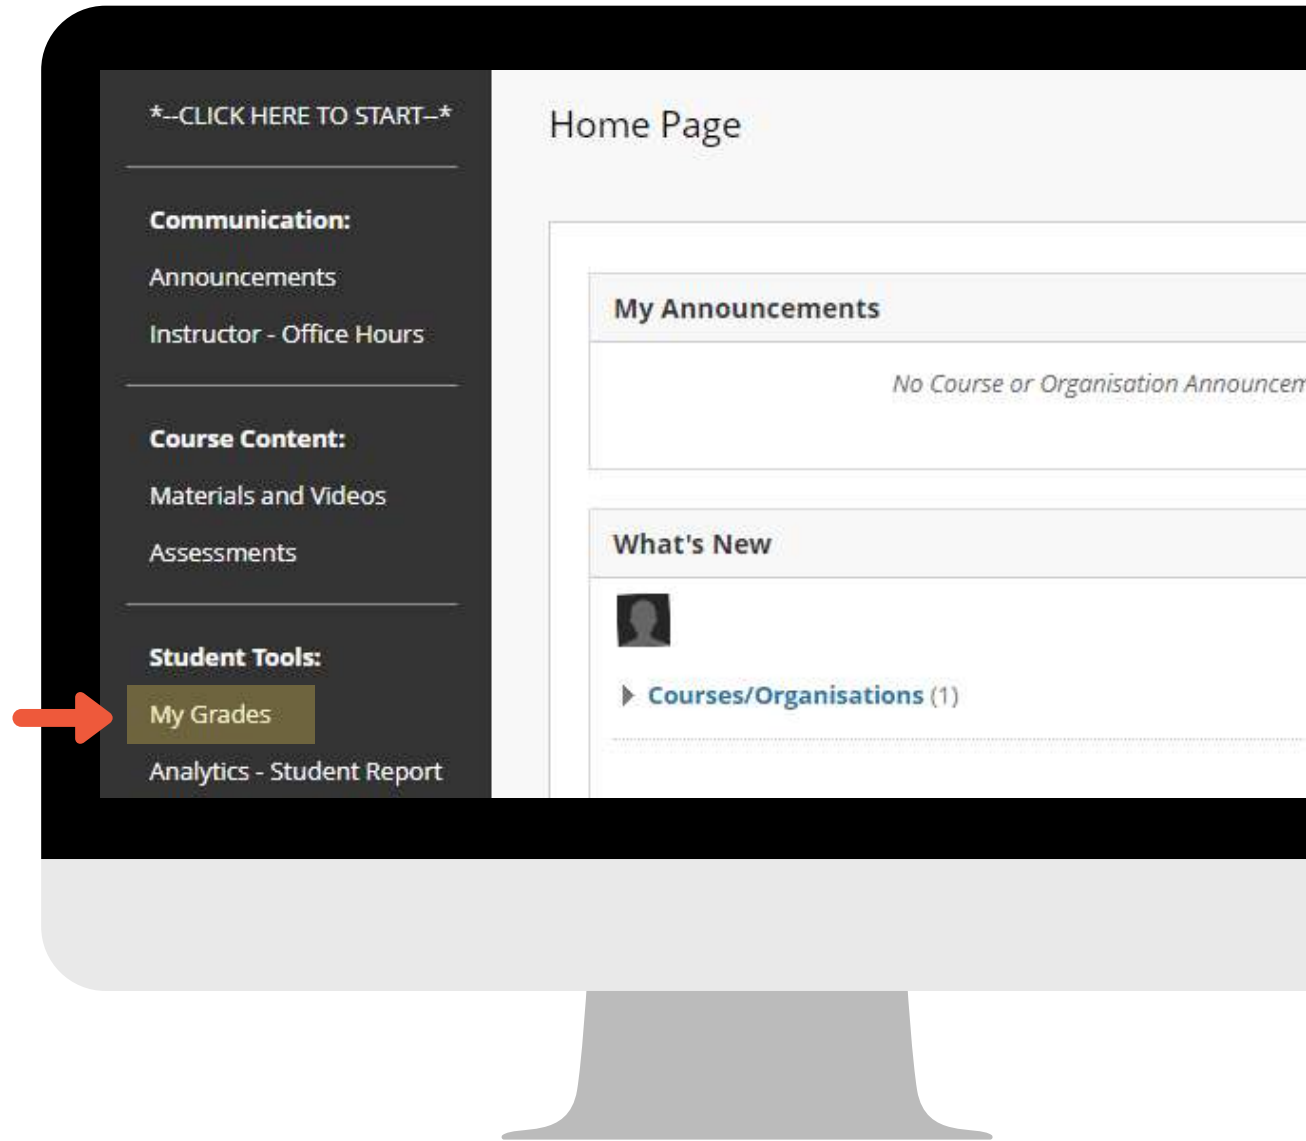 *--CLICK HERE TO START--*
Communication:
Announcements
Instructor - Office Hours
Course Content:
Materials and Videos
Assessments
Student Tools:
My Grades
Analytics - Student Report
Home Page
My Announcements
No Course or Organisation
What's New
Courses/Organisations (1)